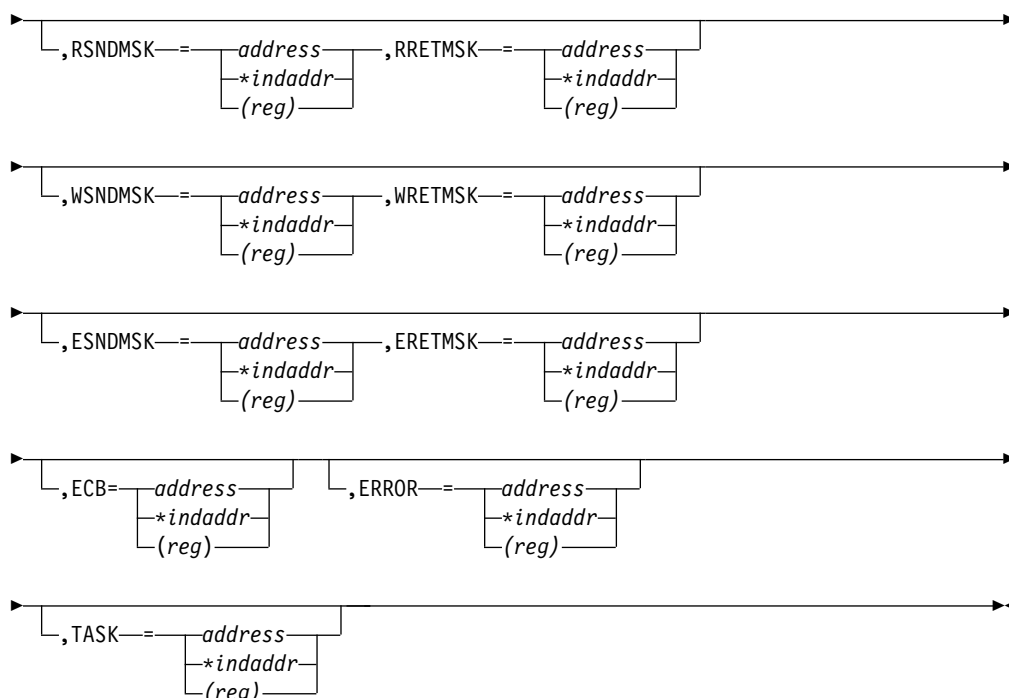 ,RSNDMSK = address ,RRETMSK = address
*indaddr *indaddr
(reg) (reg)
,WSNDMSK = address ,WRETMSK = address
*indaddr *indaddr
(reg) (reg)
,ESNDMSK = address ,ERETMSK = address
*indaddr *indaddr
(reg) (reg)
,ECB= address ,ERROR = address
*indaddr *indaddr
(reg) (reg)
,TASK = address
*indaddr
(reg)